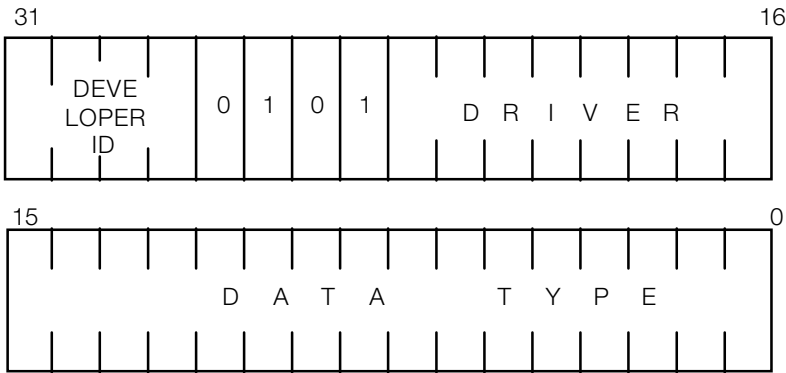 31 16
DEVE
LOPER
ID
0 1 0 1
D R I V E R
15 0
D A T A T Y P E